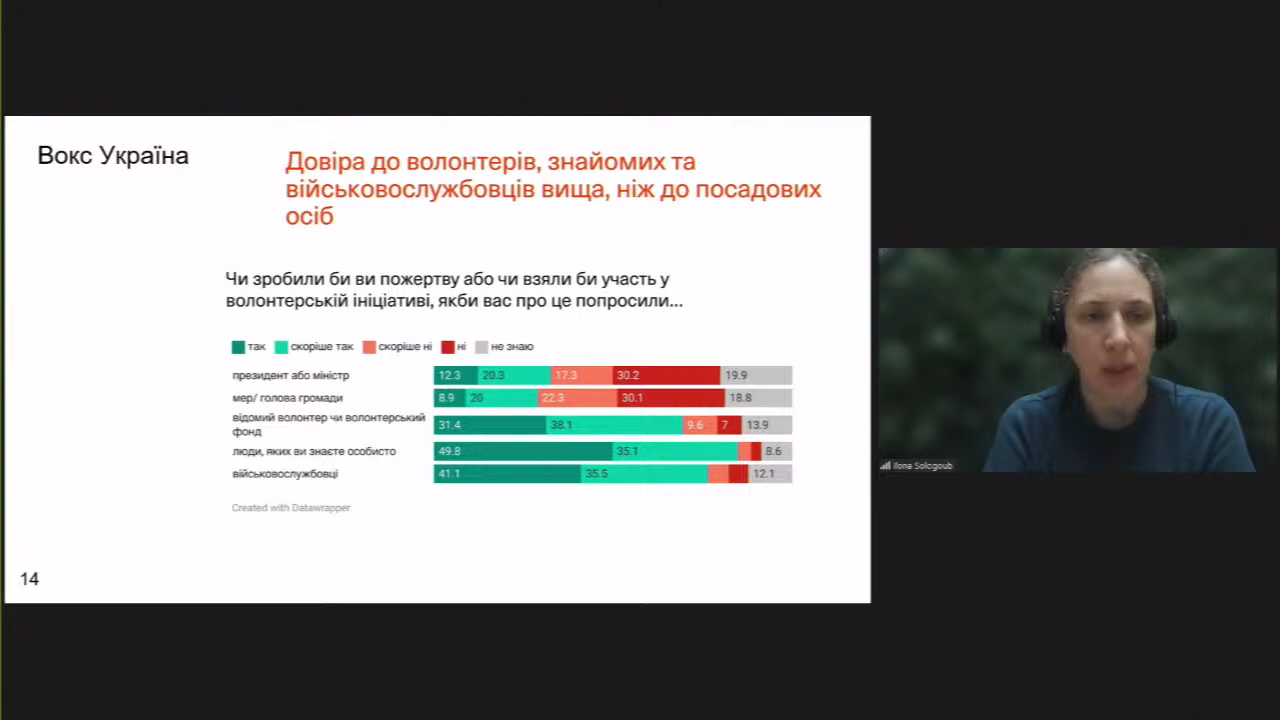 Вокс Україна
Довіра до волонтерів, знайомих та
військовослужбовців вища, ніж до посадових
осіб
Чи зробили би ви пожертву або чи взяли би участь у
волонтерській ініціативі, якби вас про це попросили...
так скоріше так скоріше ні ні не знаю
президент або міністр 12.3 20.3 17.3 30.2 19.9
мер/ голова громади 8.9 20 22.3 30.1 18.8
відомий волонтер чи волонтерський
фонд 31.4 38.1 9.6 7 13.9
люди, яких ви знаєте особисто 49.8 35.1 8.6
військовослужбовці 41.1 35.5 12.1
Created with Datawrapper
14
Ilona Sologoub